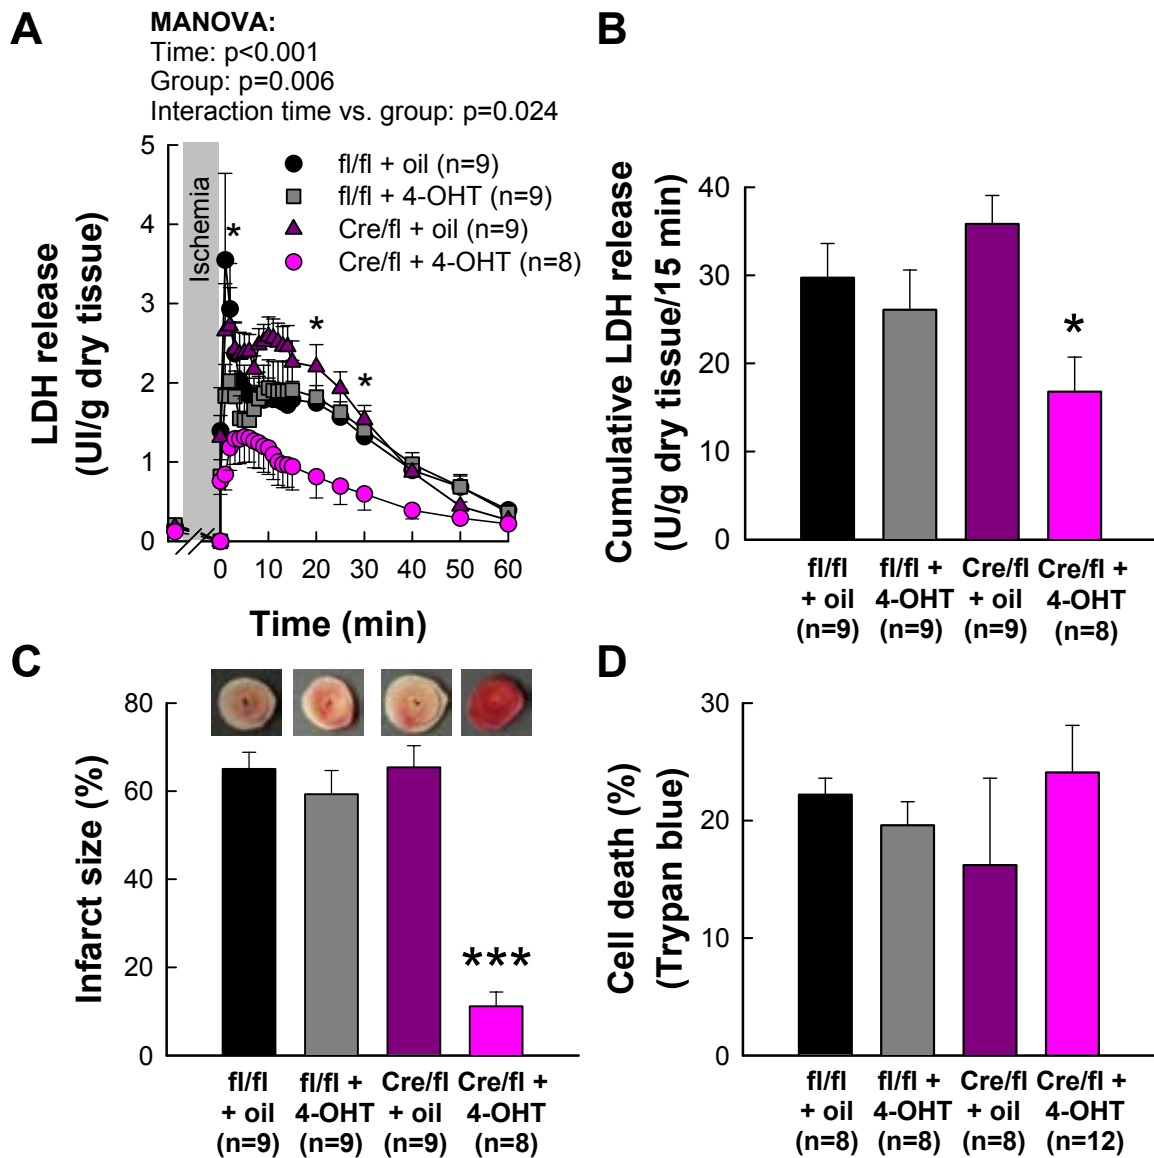 A
MANOVA:
Time: p<0.001
Group: p=0.006
Interaction time vs. group: p=0.024
LDH release
(UI/g dry tissue)
5
4
3
2
1
0
Ischemia
fl/fl + oil (n=9)
fl/fl + 4-OHT (n=9)
Cre/fl + oil (n=9)
Cre/fl + 4-OHT (n=8)
*
*
*
0 10 20 30 40 50 60
Time (min)
B
Cumulative LDH release
(U/g dry tissue/15 min)
40
30
20
10
0
*
fl/fl fl/fl + Cre/fl Cre/fl +
+ oil 4-OHT + oil 4-OHT
(n=9) (n=9) (n=9) (n=8)
C
Infarct size (%)
80
60
40
20
0
***
fl/fl fl/fl + Cre/fl Cre/fl +
+ oil 4-OHT + oil 4-OHT
(n=9) (n=9) (n=9) (n=8)
D
Cell death (%)
(Trypan blue)
30
20
10
0
fl/fl fl/fl + Cre/fl Cre/fl +
+ oil 4-OHT + oil 4-OHT
(n=8) (n=8) (n=8) (n=12)